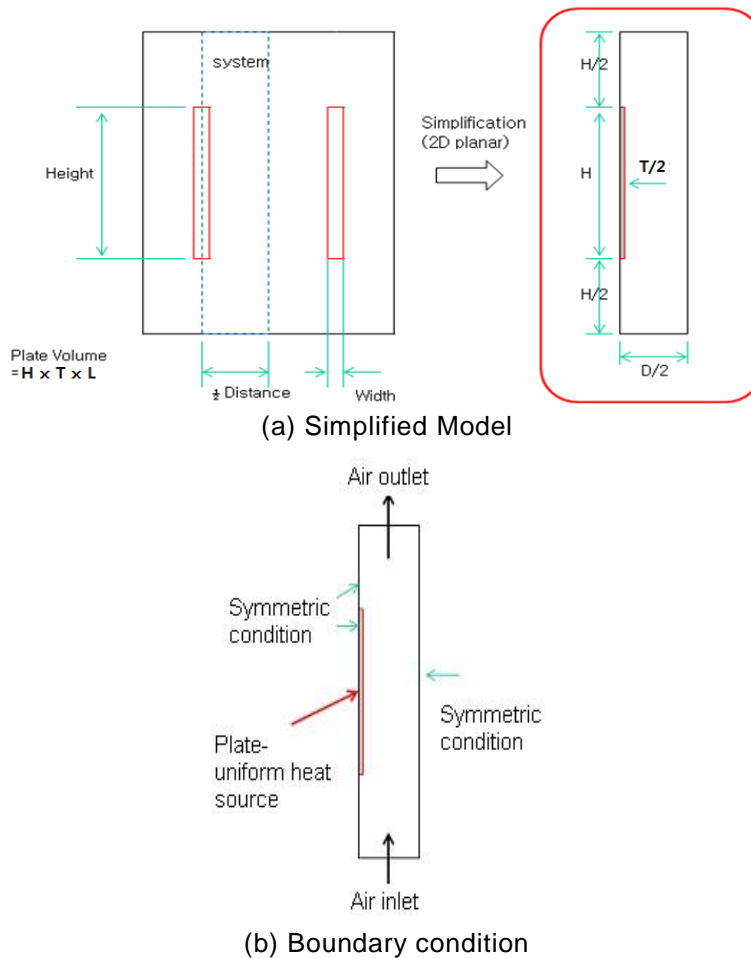 system
Height
Plate Volume
=H x T x L
½ Distance
Width
Simplification
(2D planar)
H/2
H
T/2
H/2
D/2
(a) Simplified Model
Air outlet
Symmetric
condition
Symmetric
condition
Plate-
uniform heat
source
Air inlet
(b) Boundary condition